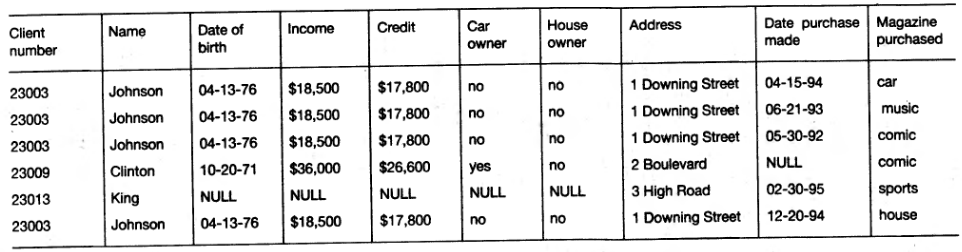 Client number | Name | Date of birth | Income | Credit | Car owner | House owner | Address | Date purchase made | Magazine purchased
23003 | Johnson | 04-13-76 | $18,500 | $17,800 | no | no | 1 Downing Street | 04-15-94 | car
23003 | Johnson | 04-13-76 | $18,500 | $17,800 | no | no | 1 Downing Street | 06-21-93 | music
23003 | Johnson | 04-13-76 | $18,500 | $17,800 | no | no | 1 Downing Street | 05-30-92 | comic
23009 | Clinton | 10-20-71 | $36,000 | $26,600 | yes | no | 2 Boulevard | NULL | comic
23013 | King | NULL | NULL | NULL | NULL | NULL | 3 High Road | 02-30-95 | sports
23003 | Johnson | 04-13-76 | $18,500 | $17,800 | no | no | 1 Downing Street | 12-20-94 | house